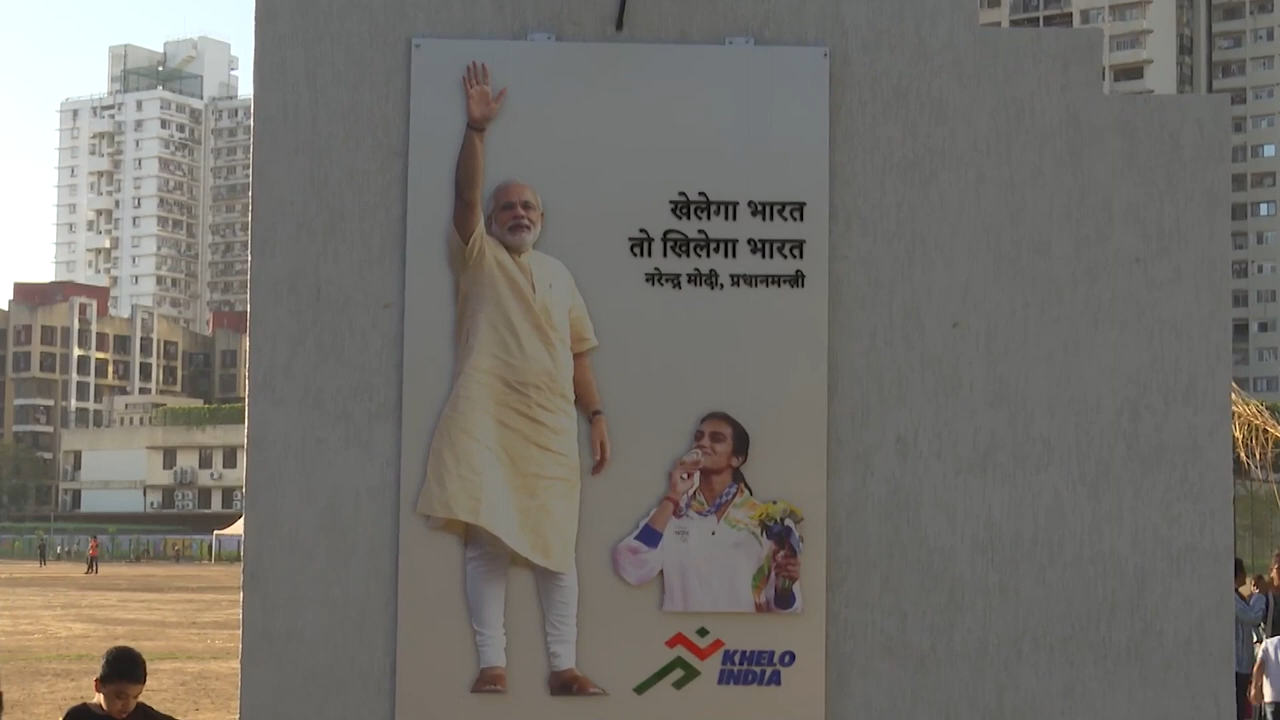 खेलेगा भारत
तो खिलेगा भारत
नरेन्द्र मोदी, प्रधानमन्त्री
KHELO
INDIA